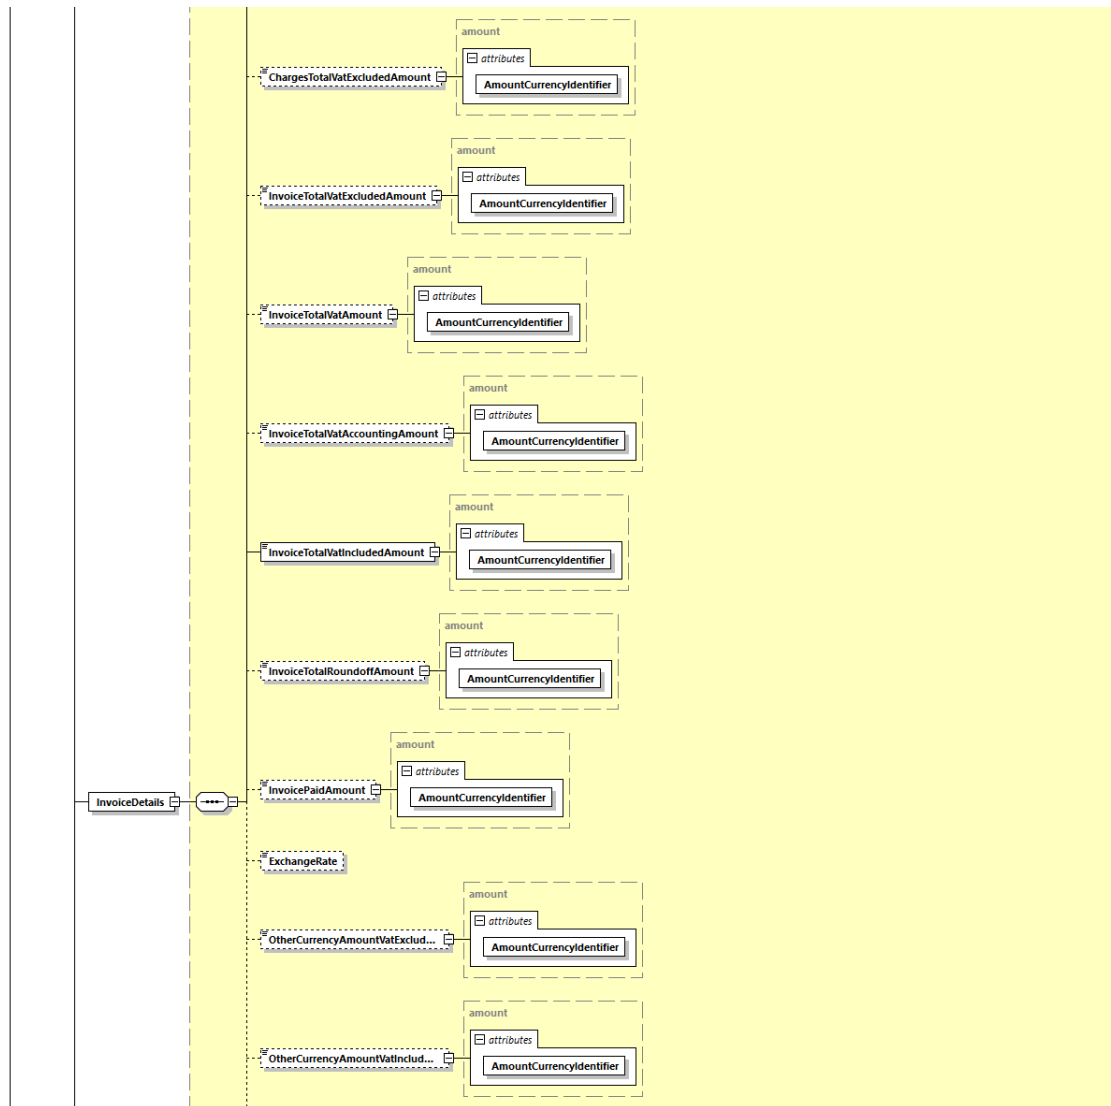 amount
attributes
ChargesTotalVatExcludedAmount
AmountCurrencyIdentifier
amount
attributes
InvoiceTotalVatExcludedAmount
AmountCurrencyIdentifier
amount
attributes
InvoiceTotalVatAmount
AmountCurrencyIdentifier
amount
attributes
InvoiceTotalVatAccountingAmount
AmountCurrencyIdentifier
amount
attributes
InvoiceTotalVatIncludedAmount
AmountCurrencyIdentifier
amount
attributes
InvoiceTotalRoundoffAmount
AmountCurrencyIdentifier
amount
attributes
InvoicePaidAmount
AmountCurrencyIdentifier
InvoiceDetails
ExchangeRate
amount
attributes
OtherCurrencyAmountVatExclud...
AmountCurrencyIdentifier
amount
attributes
OtherCurrencyAmountVatInclud...
AmountCurrencyIdentifier